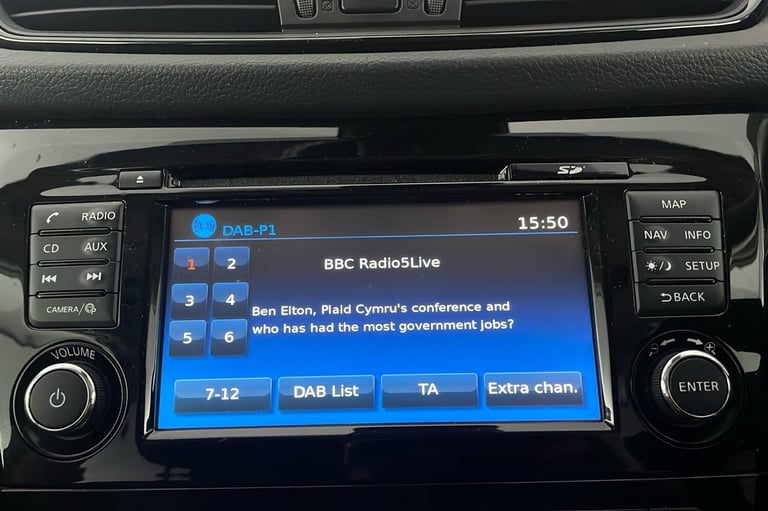 SD
RADIO
CD AUX
CAMERA/
VOLUME
DAB-P1 15:50
1 2
BBC Radio5Live
3 4
Ben Elton, Plaid Cymru's conference and
who has had the most government jobs?
5 6
7-12 DAB List TA Extra chan.
MAP
NAV INFO
SETUP
BACK
ENTER